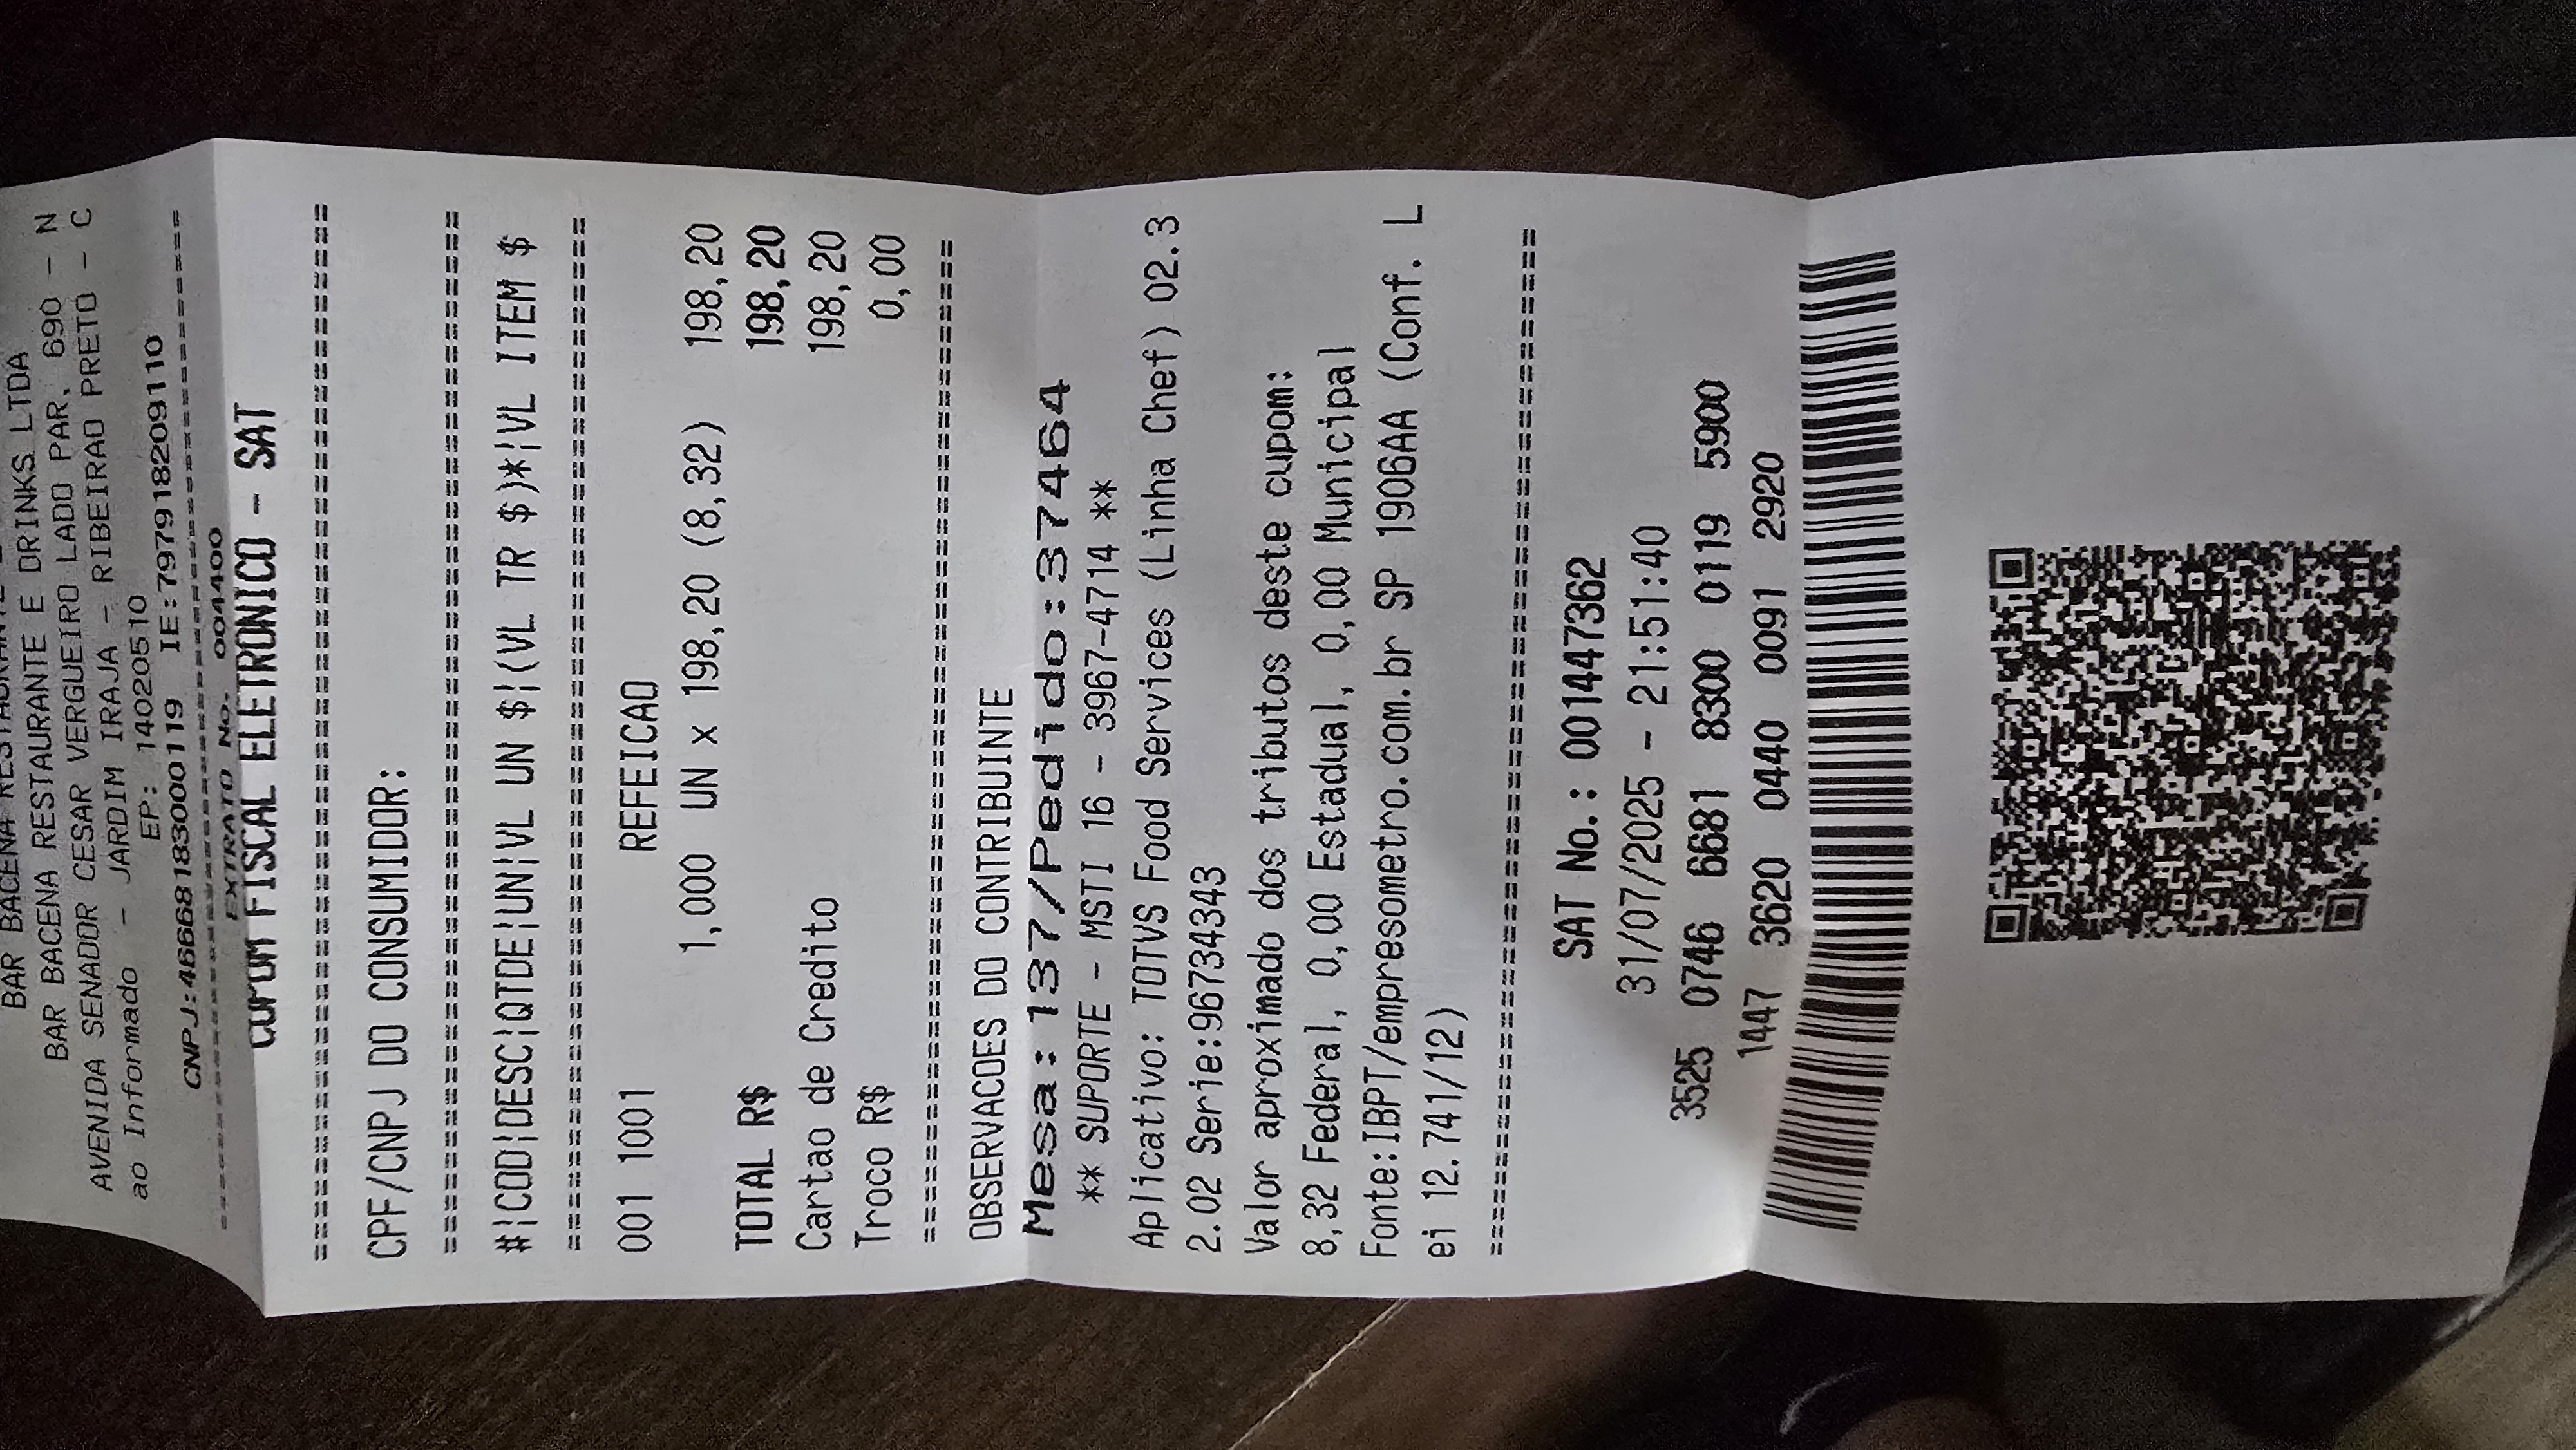 BAR BACENA RESTAURANTE E
BAR BACENA RESTAURANTE E DRINKS LTDA
AVENIDA SENADOR CESAR VERGUEIRO LADO PAR, 690 - N
ao Informado - JARDIM IRAJA - RIBEIRAO PRETO - C
EP: 14020510
CNPJ:46668183000119 IE:797918209110
EXTRATO No. 004400
CUPOM FISCAL ELETRONICO - SAT
CPF/CNPJ DO CONSUMIDOR:
#¦COD¦DESC¦QTDE¦UN¦VL UN $¦(VL TR $)*¦VL ITEM $
001 1001 REFEICAO
1,000 UN x 198,20 (8,32) 198,20
TOTAL R$ 198,20
Cartao de Credito 198,20
Troco R$ 0,00
OBSERVACOES DO CONTRIBUINTE
Mesa:137/Pedido:37464
** SUPORTE - MSTI 16 - 3967-4714 **
Aplicativo: TOTVS Food Services (Linha Chef) 02.3
2.02 Serie:96734343
Valor aproximado dos tributos deste cupom:
8,32 Federal, 0,00 Estadual, 0,00 Municipal
Fonte:IBPT/empresometro.com.br SP 1906AA (Conf. L
ei 12.741/12)
SAT No.: 001447362
31/07/2025 - 21:51:40
3525 0746 6681 8300 0119 5900
1447 3620 0440 0091 2920